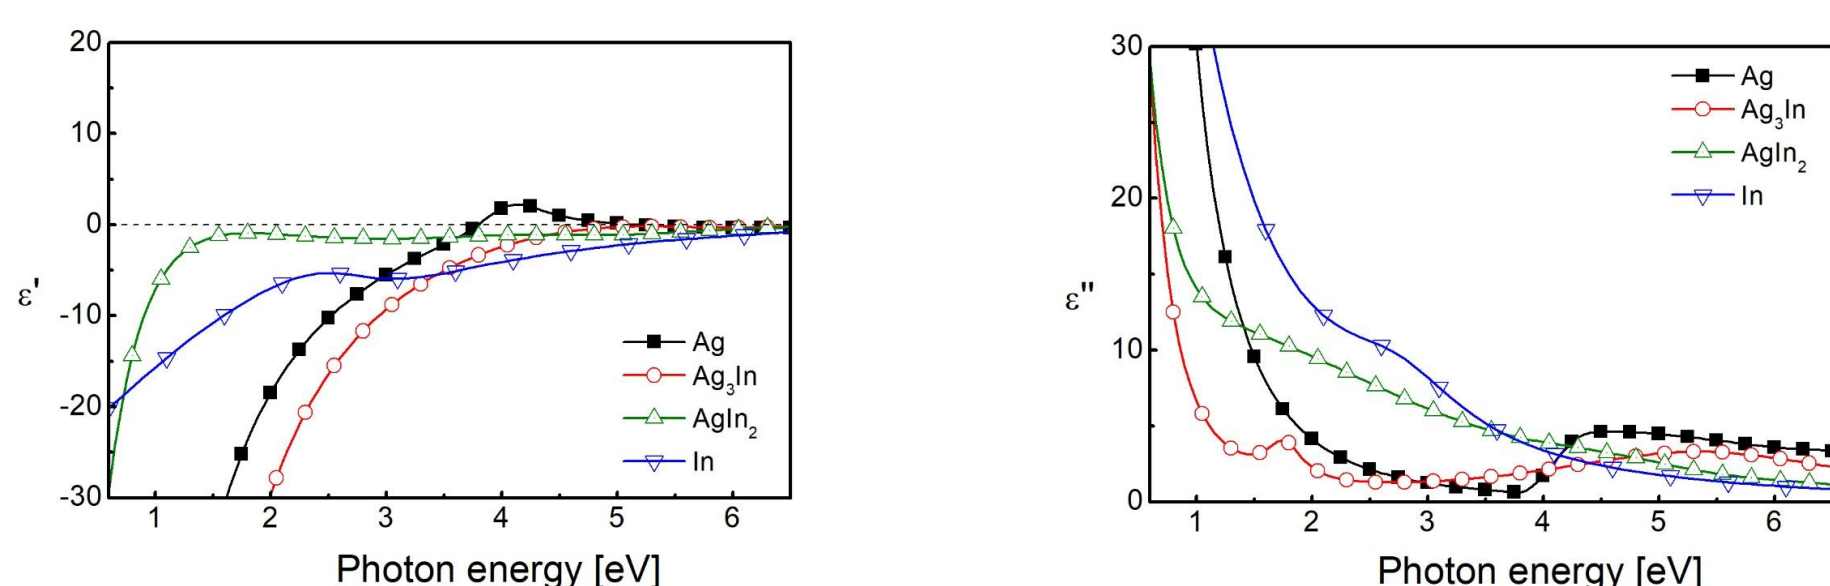 20
10
0
-10
-20
-30
ε'
1 2 3 4 5 6
Photon energy [eV]
Ag
Ag₃In
AgIn₂
In
30
20
10
0
ε"
1 2 3 4 5 6
Photon energy [eV]
Ag
Ag₃In
AgIn₂
In